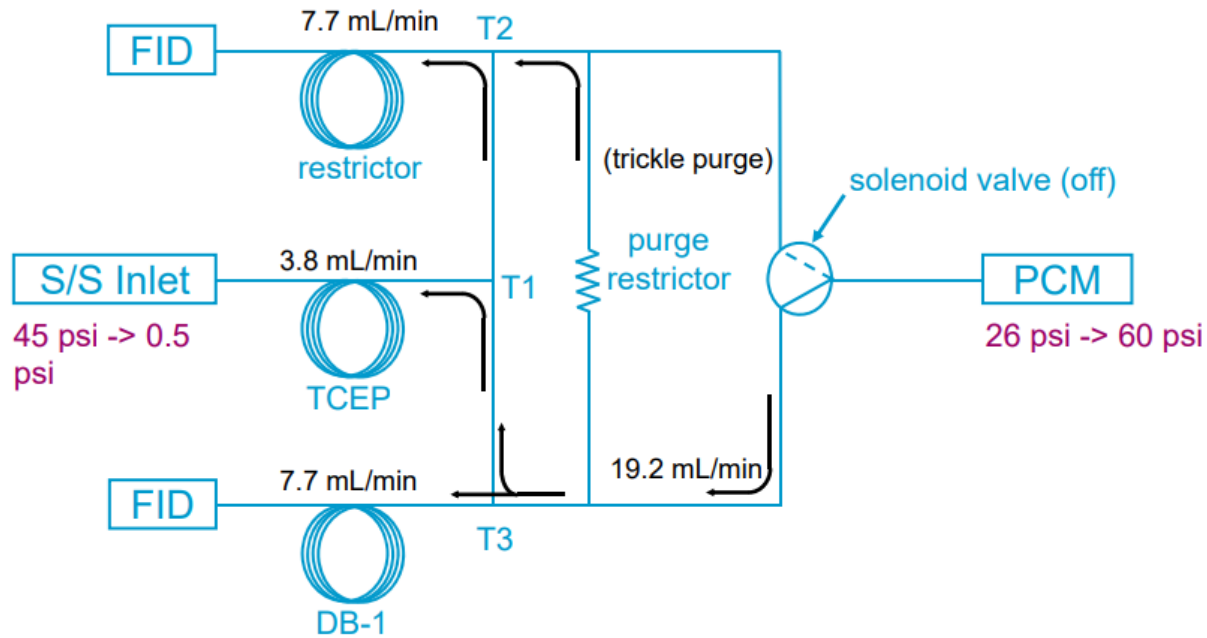 7.7 mL/min
T2
FID
restrictor
(trickle purge)
solenoid valve (off)
purge
restrictor
3.8 mL/min
S/S Inlet
T1
PCM
45 psi -> 0.5
psi
26 psi -> 60 psi
TCEP
7.7 mL/min
19.2 mL/min
FID
T3
DB-1